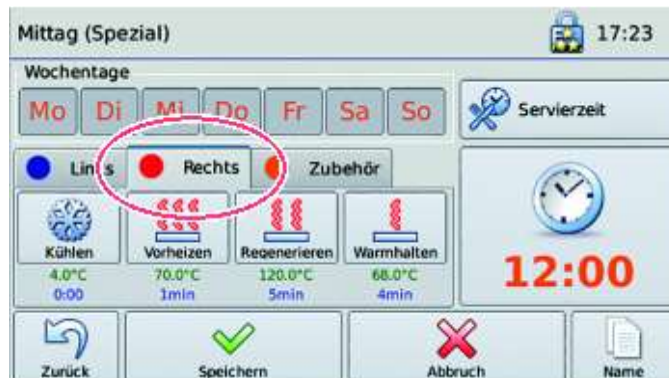 Mittag (Spezial) 17:23
Wochentage
Mo Di Mi Do Fr Sa So
Servierzeit
Links Rechts Zubehör
Kühlen Vorheizen Regenerieren Warmhalten
4.0°C 70.0°C 120.0°C 68.0°C
0:00 1min 5min 4min
12:00
Zurück Speichern Abbruch Name